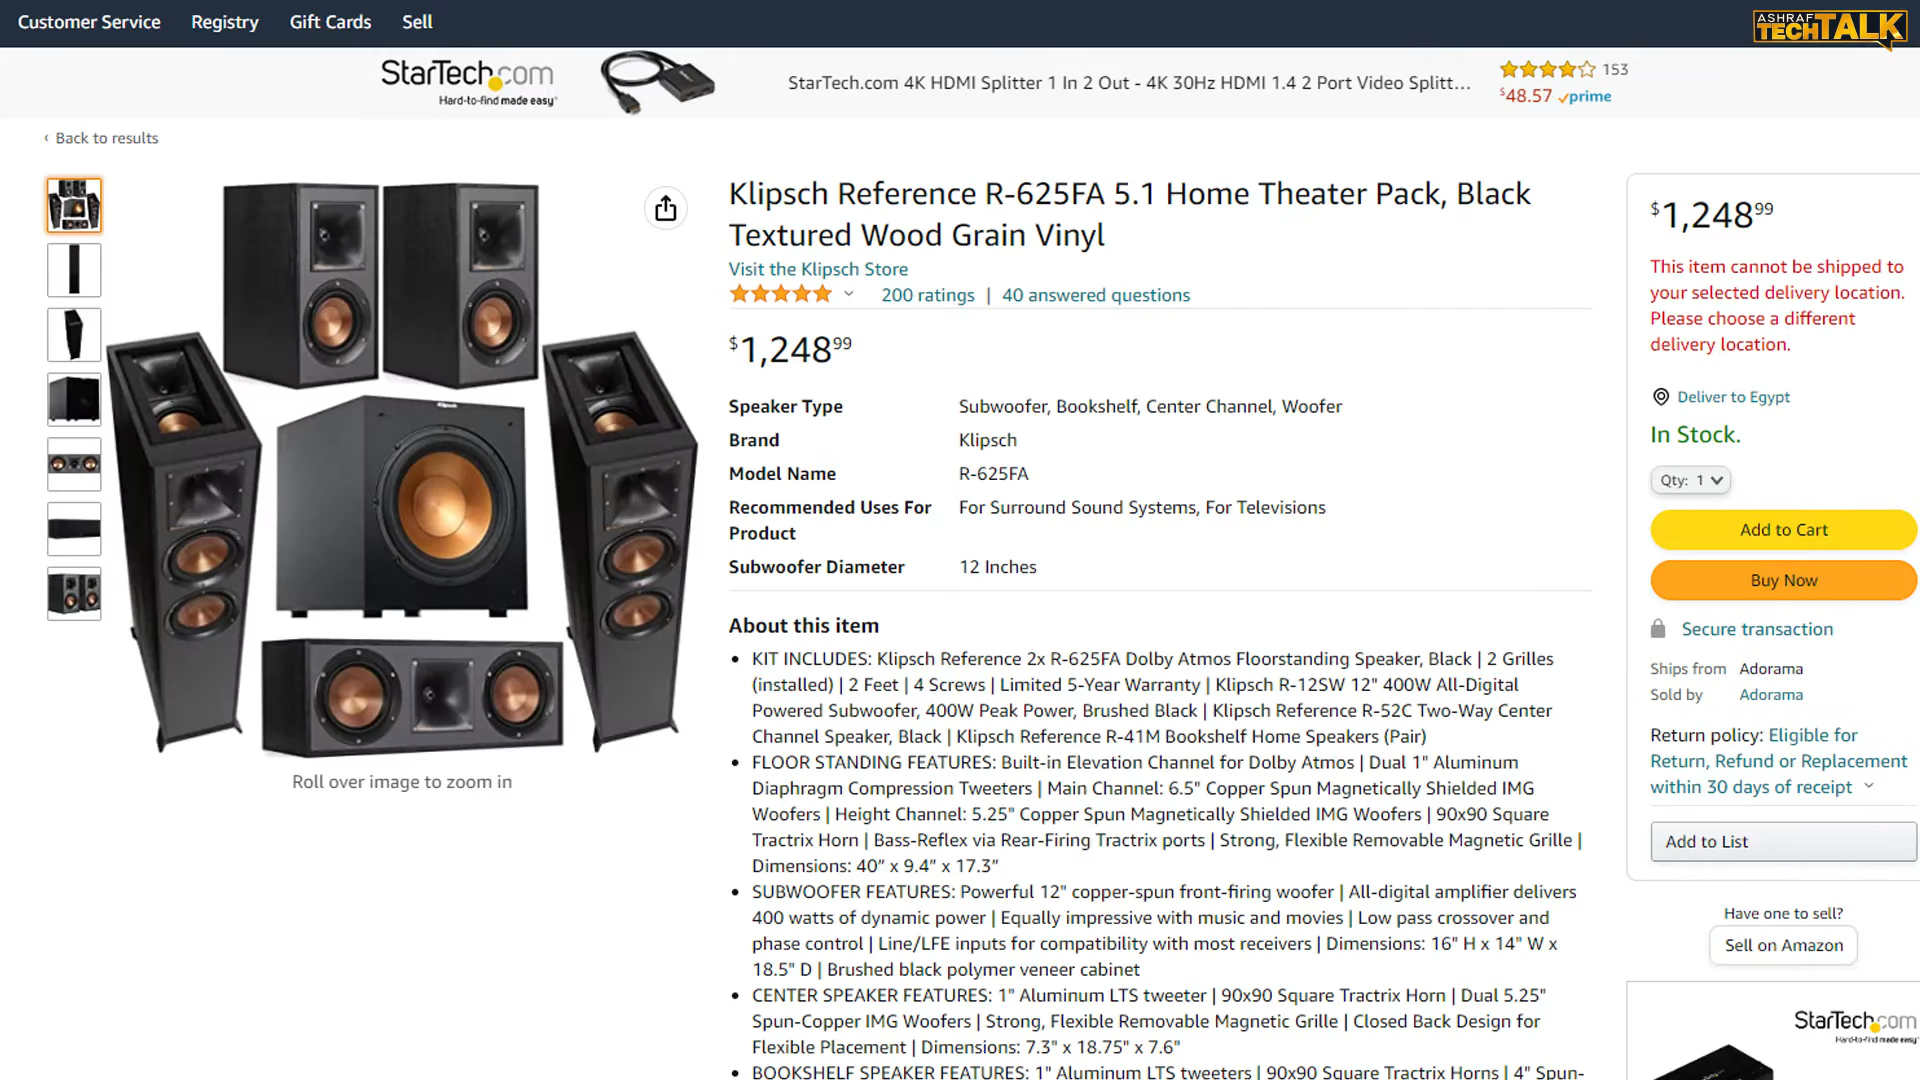 Customer Service Registry Gift Cards Sell
ASHRAF
TECHTALK
StarTech.com
Hard-to-find made easy®
StarTech.com 4K HDMI Splitter 1 In 2 Out - 4K 30Hz HDMI 1.4 2 Port Video Splitt...
153
$48.57 prime
‹ Back to results
Klipsch Reference R-625FA 5.1 Home Theater Pack, Black
Textured Wood Grain Vinyl
Visit the Klipsch Store
200 ratings | 40 answered questions
$1,248 99
Speaker Type Subwoofer, Bookshelf, Center Channel, Woofer
Brand Klipsch
Model Name R-625FA
Recommended Uses For For Surround Sound Systems, For Televisions
Product
Subwoofer Diameter 12 Inches
About this item
• KIT INCLUDES: Klipsch Reference 2x R-625FA Dolby Atmos Floorstanding Speaker, Black | 2 Grilles
(installed) | 2 Feet | 4 Screws | Limited 5-Year Warranty | Klipsch R-12SW 12" 400W All-Digital
Powered Subwoofer, 400W Peak Power, Brushed Black | Klipsch Reference R-52C Two-Way Center
Channel Speaker, Black | Klipsch Reference R-41M Bookshelf Home Speakers (Pair)
• FLOOR STANDING FEATURES: Built-in Elevation Channel for Dolby Atmos | Dual 1" Aluminum
Diaphragm Compression Tweeters | Main Channel: 6.5" Copper Spun Magnetically Shielded IMG
Woofers | Height Channel: 5.25" Copper Spun Magnetically Shielded IMG Woofers | 90x90 Square
Tractrix Horn | Bass-Reflex via Rear-Firing Tractrix ports | Strong, Flexible Removable Magnetic Grille |
Dimensions: 40” x 9.4” x 17.3”
• SUBWOOFER FEATURES: Powerful 12" copper-spun front-firing woofer | All-digital amplifier delivers
400 watts of dynamic power | Equally impressive with music and movies | Low pass crossover and
phase control | Line/LFE inputs for compatibility with most receivers | Dimensions: 16" H x 14" W x
18.5" D | Brushed black polymer veneer cabinet
• CENTER SPEAKER FEATURES: 1" Aluminum LTS tweeter | 90x90 Square Tractrix Horn | Dual 5.25"
Spun-Copper IMG Woofers | Strong, Flexible Removable Magnetic Grille | Closed Back Design for
Flexible Placement | Dimensions: 7.3" x 18.75" x 7.6"
• BOOKSHELF SPEAKER FEATURES: 1" Aluminum LTS tweeters | 90x90 Square Tractrix Horns | 4" Spun-
Klipsch
Roll over image to zoom in
$1,248 99
This item cannot be shipped to
your selected delivery location.
Please choose a different
delivery location.
Deliver to Egypt
In Stock.
Qty: 1
Add to Cart
Buy Now
Secure transaction
Ships from Adorama
Sold by Adorama
Return policy: Eligible for
Return, Refund or Replacement
within 30 days of receipt
Add to List
Have one to sell?
Sell on Amazon
StarTech.com
Hard-to-find made easy®